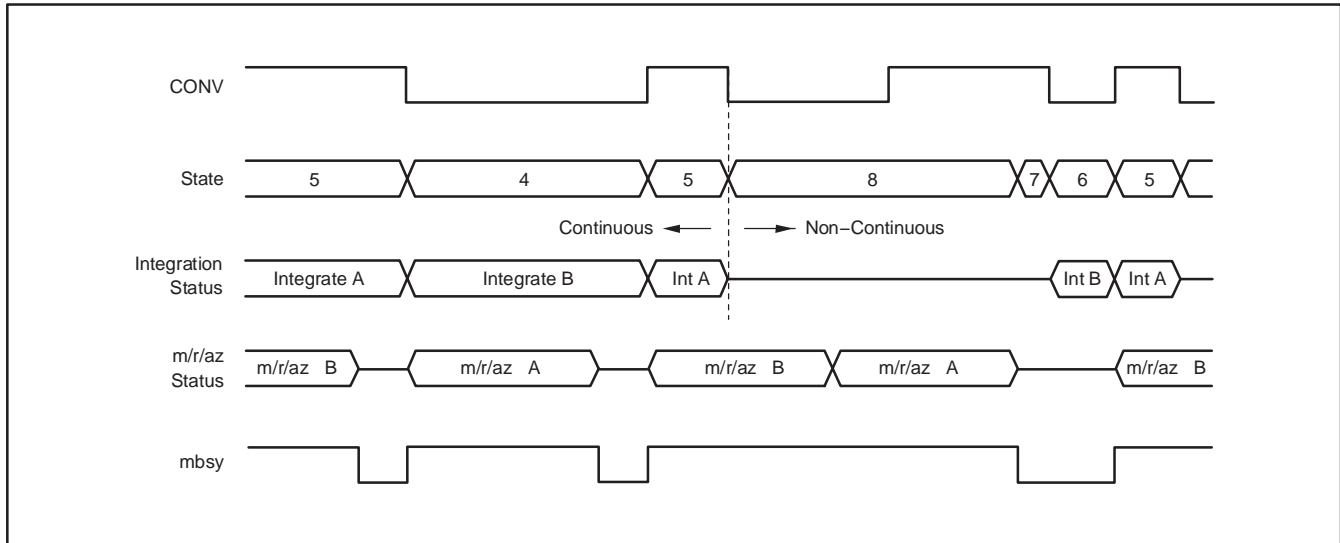 CONV
State
5
4
5
8
7
6
5
Continuous
Non−Continuous
Integration
Status
Integrate A
Integrate B
Int A
Int B
Int A
m/r/az
Status
m/r/az B
m/r/az A
m/r/az B
m/r/az A
m/r/az B
mbsy